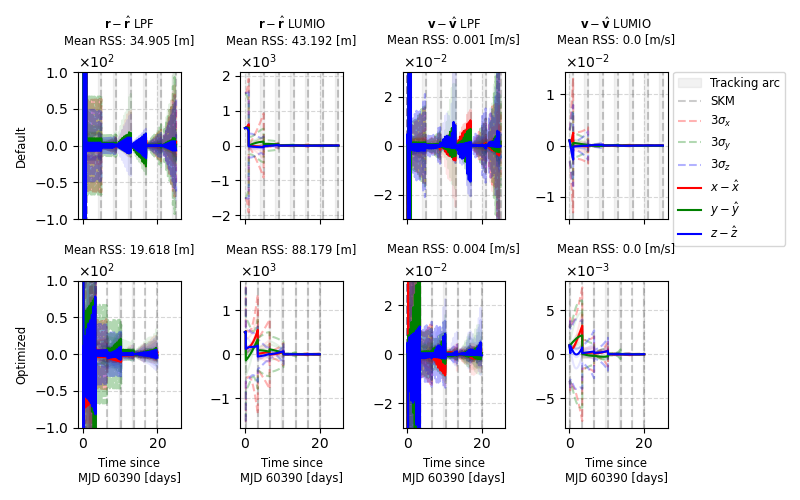 r − r̂ LPF
Mean RSS: 34.905 [m]
r − r̂ LUMIO
Mean RSS: 43.192 [m]
v − v̂ LPF
Mean RSS: 0.001 [m/s]
v − v̂ LUMIO
Mean RSS: 0.0 [m/s]
Default
×10²
1.0
0.5
0.0
−0.5
−1.0
×10³
2
1
0
−1
−2
×10⁻²
2
0
−2
×10⁻²
1
0
−1
Tracking arc
SKM
3σₓ
3σ_y
3σ_z
x − x̂
y − ŷ
z − ẑ
Mean RSS: 19.618 [m]
Mean RSS: 88.179 [m]
Mean RSS: 0.004 [m/s]
Mean RSS: 0.0 [m/s]
Optimized
×10²
1.0
0.5
0.0
−0.5
−1.0
×10³
1
0
−1
×10⁻²
2
0
−2
×10⁻³
5
0
−5
0 20
0 20
0 20
0 20
Time since
MJD 60390 [days]
Time since
MJD 60390 [days]
Time since
MJD 60390 [days]
Time since
MJD 60390 [days]